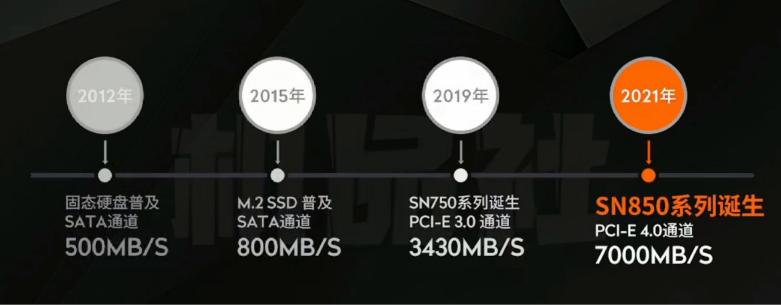 2012年
2015年
2019年
2021年
固态硬盘普及
SATA通道
500MB/S
M.2 SSD 普及
SATA通道
800MB/S
SN750系列诞生
PCI-E 3.0 通道
3430MB/S
SN850系列诞生
PCI-E 4.0通道
7000MB/S
机品社